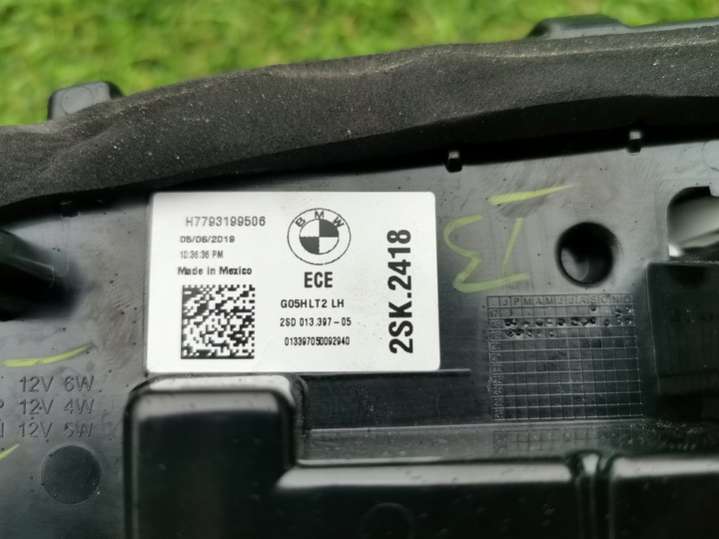 H7793199506
05/06/2019
10:36:36 PM
Made in Mexico
BMW
ECE
G05HLT2 LH
2SD 013.397-05
013397050092940
2SK.2418
T3
J P M A M
12V 6W
12V 4W
12V 5W